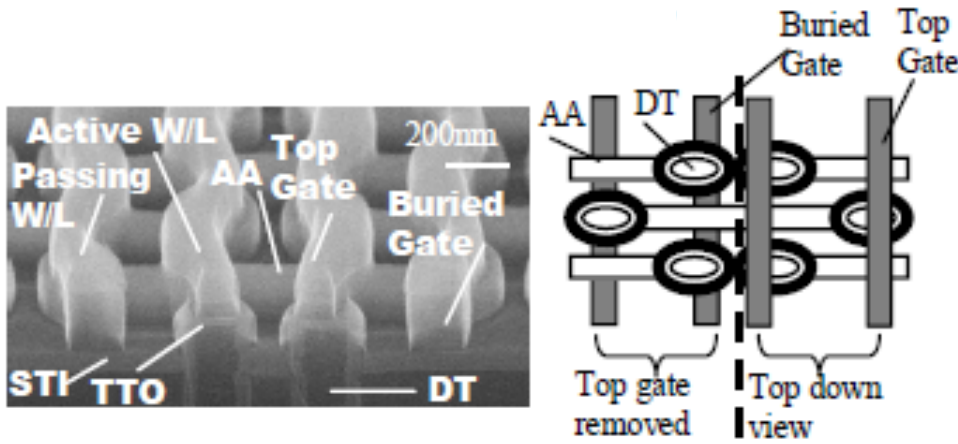 Active W/L
Passing
W/L
AA
Top
Gate
200nm
Buried
Gate
STI
TTO
DT
Buried
Gate
Top
Gate
AA
DT
Top gate
removed
Top down
view